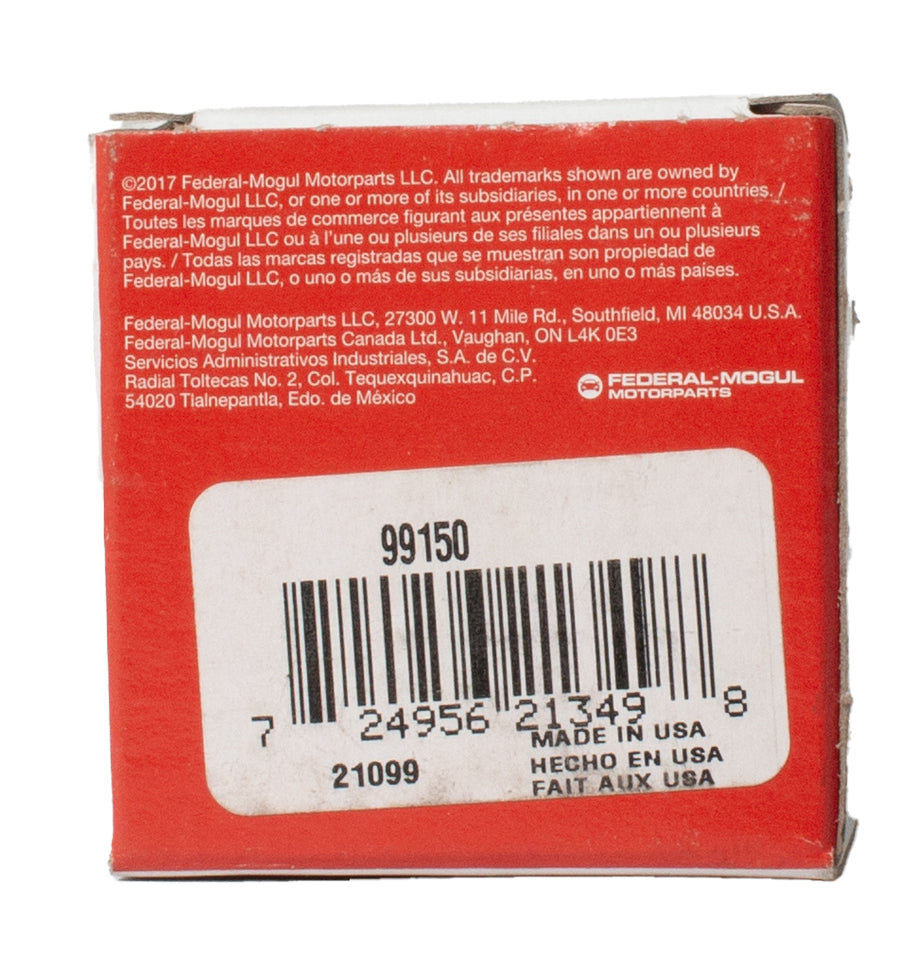 ©2017 Federal-Mogul Motorparts LLC. All trademarks shown are owned by
Federal-Mogul LLC, or one or more of its subsidiaries, in one or more countries. /
Toutes les marques de commerce figurant aux présentes appartiennent à
Federal-Mogul LLC ou à l'une ou plusieurs de ses filiales dans un ou plusieurs
pays. / Todas las marcas registradas que se muestran son propiedad de
Federal-Mogul LLC, o uno o más de sus subsidiarias, en uno o más países.
Federal-Mogul Motorparts LLC, 27300 W. 11 Mile Rd., Southfield, MI 48034 U.S.A.
Federal-Mogul Motorparts Canada Ltd., Vaughan, ON L4K 0E3
Servicios Administrativos Industriales, S.A. de C.V.
Radial Toltecas No. 2, Col. Tequexquinahuac, C.P.
54020 Tlalnepantla, Edo. de México
FEDERAL-MOGUL
MOTORPARTS
99150
7 24956 21349 8
21099
MADE IN USA
HECHO EN USA
FAIT AUX USA